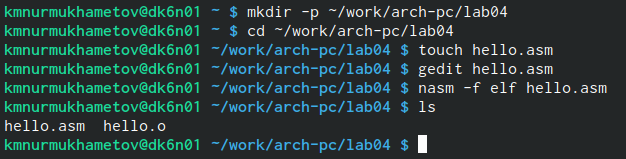 kmnurmukhametov@dk6n01 ~ $ mkdir -p ~/work/arch-pc/lab04
kmnurmukhametov@dk6n01 ~ $ cd ~/work/arch-pc/lab04
kmnurmukhametov@dk6n01 ~/work/arch-pc/lab04 $ touch hello.asm
kmnurmukhametov@dk6n01 ~/work/arch-pc/lab04 $ gedit hello.asm
kmnurmukhametov@dk6n01 ~/work/arch-pc/lab04 $ nasm -f elf hello.asm
kmnurmukhametov@dk6n01 ~/work/arch-pc/lab04 $ ls
hello.asm  hello.o
kmnurmukhametov@dk6n01 ~/work/arch-pc/lab04 $